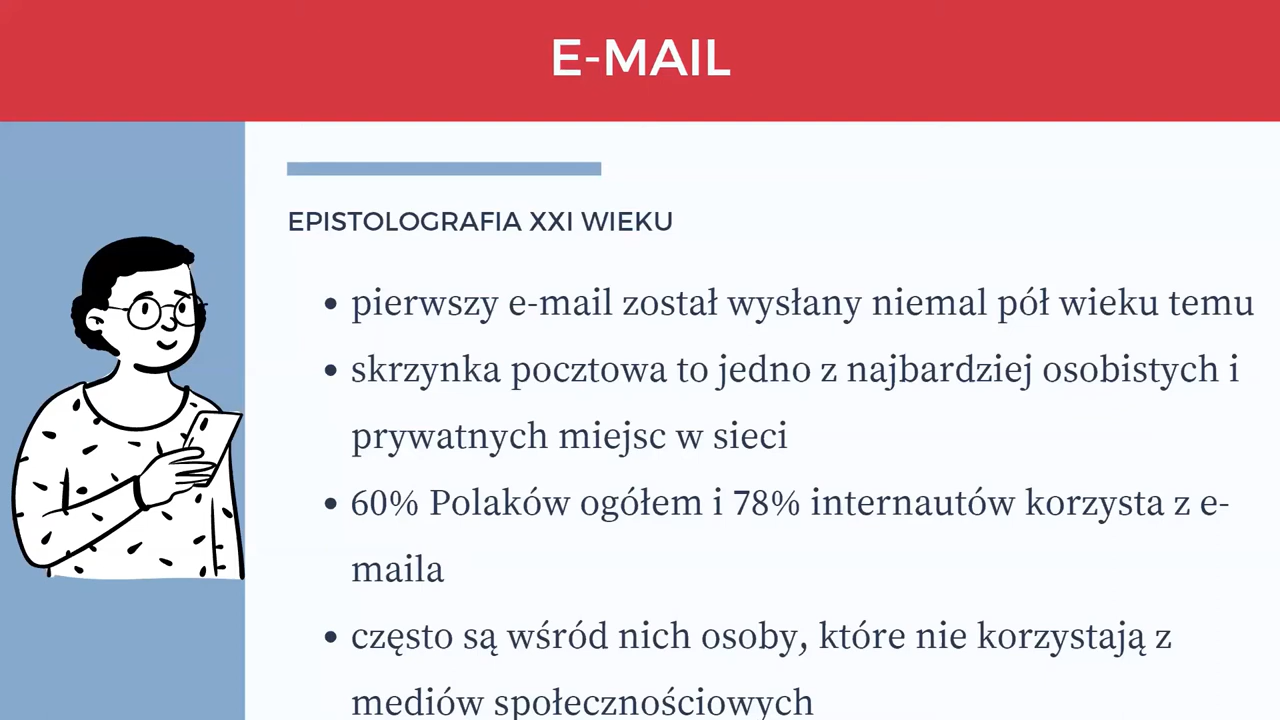 E-MAIL
EPISTOLOGRAFIA XXI WIEKU
• pierwszy e-mail został wysłany niemal pół wieku temu
• skrzynka pocztowa to jedno z najbardziej osobistych i
prywatnych miejsc w sieci
• 60% Polaków ogółem i 78% internautów korzysta z e-
maila
• często są wśród nich osoby, które nie korzystają z
mediów społecznościowych